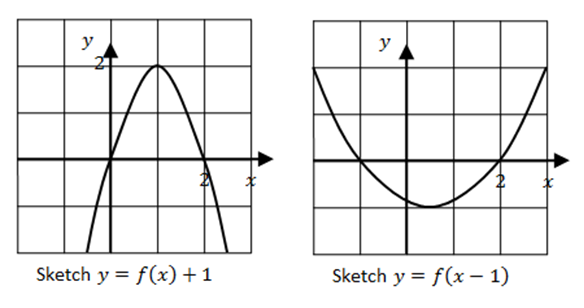 y
2
2
x
Sketch y = f(x) + 1
y
2
x
Sketch y = f(x − 1)